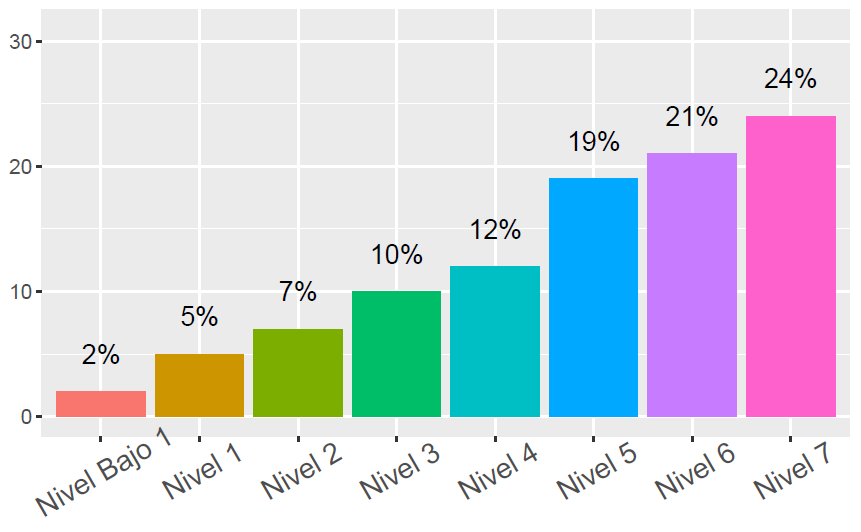 30
20
10
0
2%
5%
7%
10%
12%
19%
21%
24%
Nivel Bajo 1
Nivel 1
Nivel 2
Nivel 3
Nivel 4
Nivel 5
Nivel 6
Nivel 7